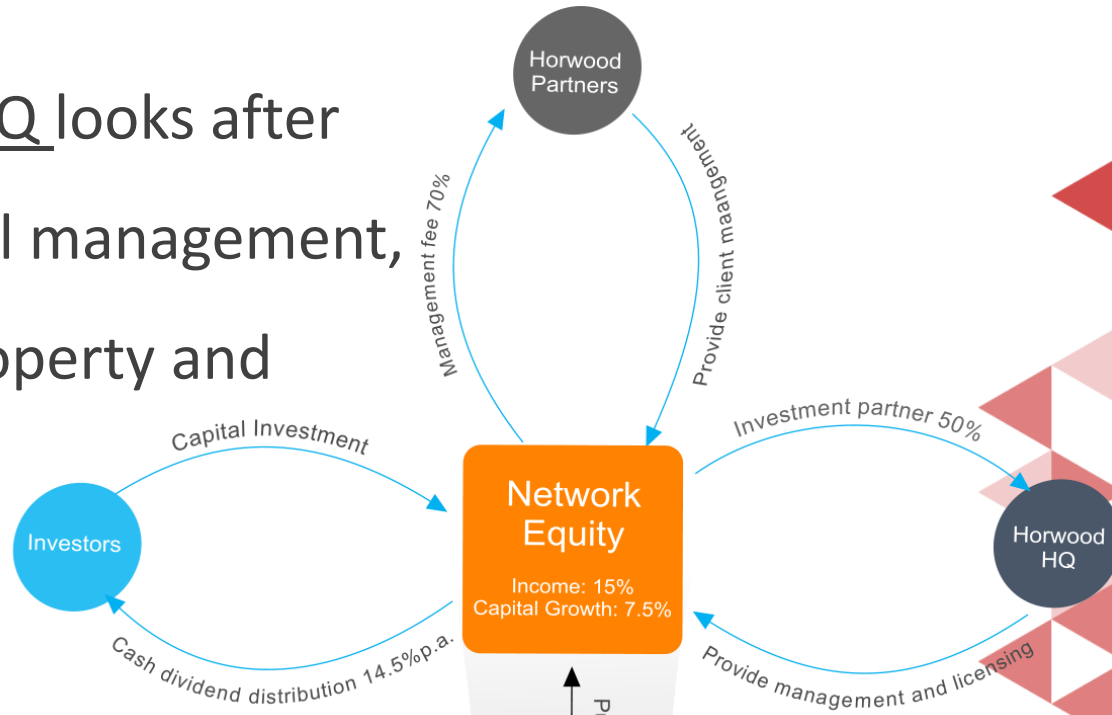 Q looks after
l management,
operty and
Horwood
Partners
Management fee 70%
Provide client maangement
Capital Investment
Investment partner 50%
Investors
Network
Equity
Income: 15%
Capital Growth: 7.5%
Horwood
HQ
Cash dividend distribution 14.5%p.a.
Provide management and licensing